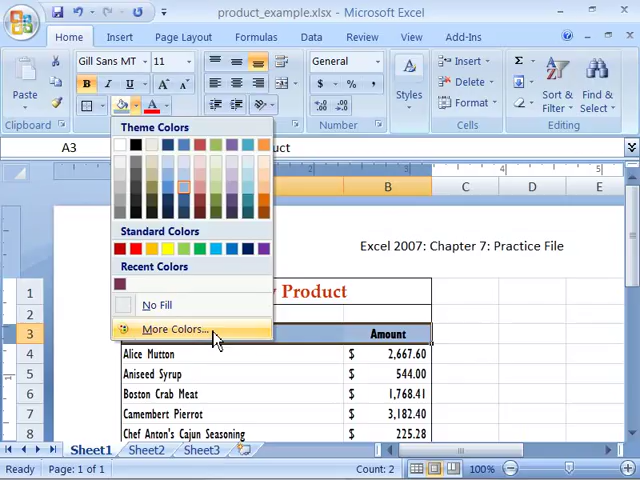 product_example.xlsx - Microsoft Excel
Home Insert Page Layout Formulas Data Review View Add-Ins
Paste
Clipboard
Gill Sans MT 11
B I U
A A
A
General
$ % ,
Number
Styles
Insert
Delete
Format
Cells
Σ
Sort & Filter
Find & Select
Editing
A3
Theme Colors
Standard Colors
Recent Colors
No Fill
More Colors...
B C D E
Excel 2007: Chapter 7: Practice File
1 Product
2
3 Amount
4 Alice Mutton $ 2,667.60
5 Aniseed Syrup $ 544.00
6 Boston Crab Meat $ 1,768.41
7 Camembert Pierrot $ 3,182.40
8 Chef Anton's Cajun Seasoning $ 225.28
Sheet1 Sheet2 Sheet3
Ready Page: 1 of 1 Count: 2 100%